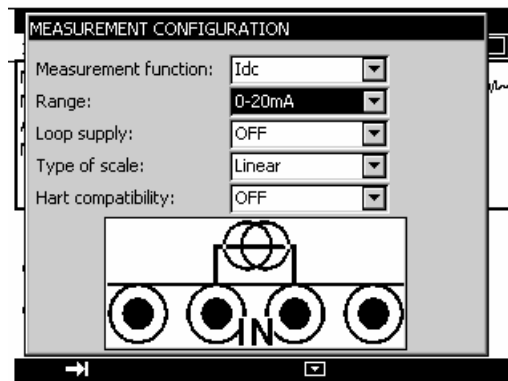 MEASUREMENT CONFIGURATION
Measurement function: Idc
Range: 0-20mA
Loop supply: OFF
Type of scale: Linear
Hart compatibility: OFF
IN